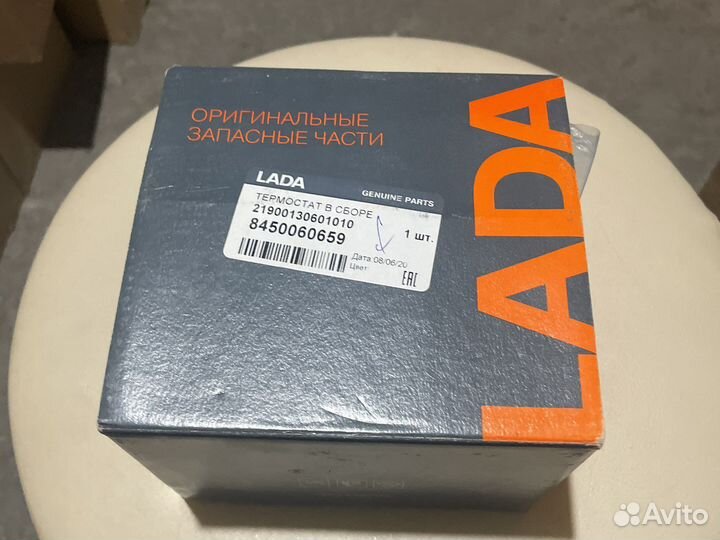 ОРИГИНАЛЬНЫЕ
ЗАПАСНЫЕ ЧАСТИ
LADA
LADA
GENUINE PARTS
ТЕРМОСТАТ В СБОРЕ
21900130601010
8450060659
1 шт.
Дата:08/06/20
Цвет:
EAC
Avito